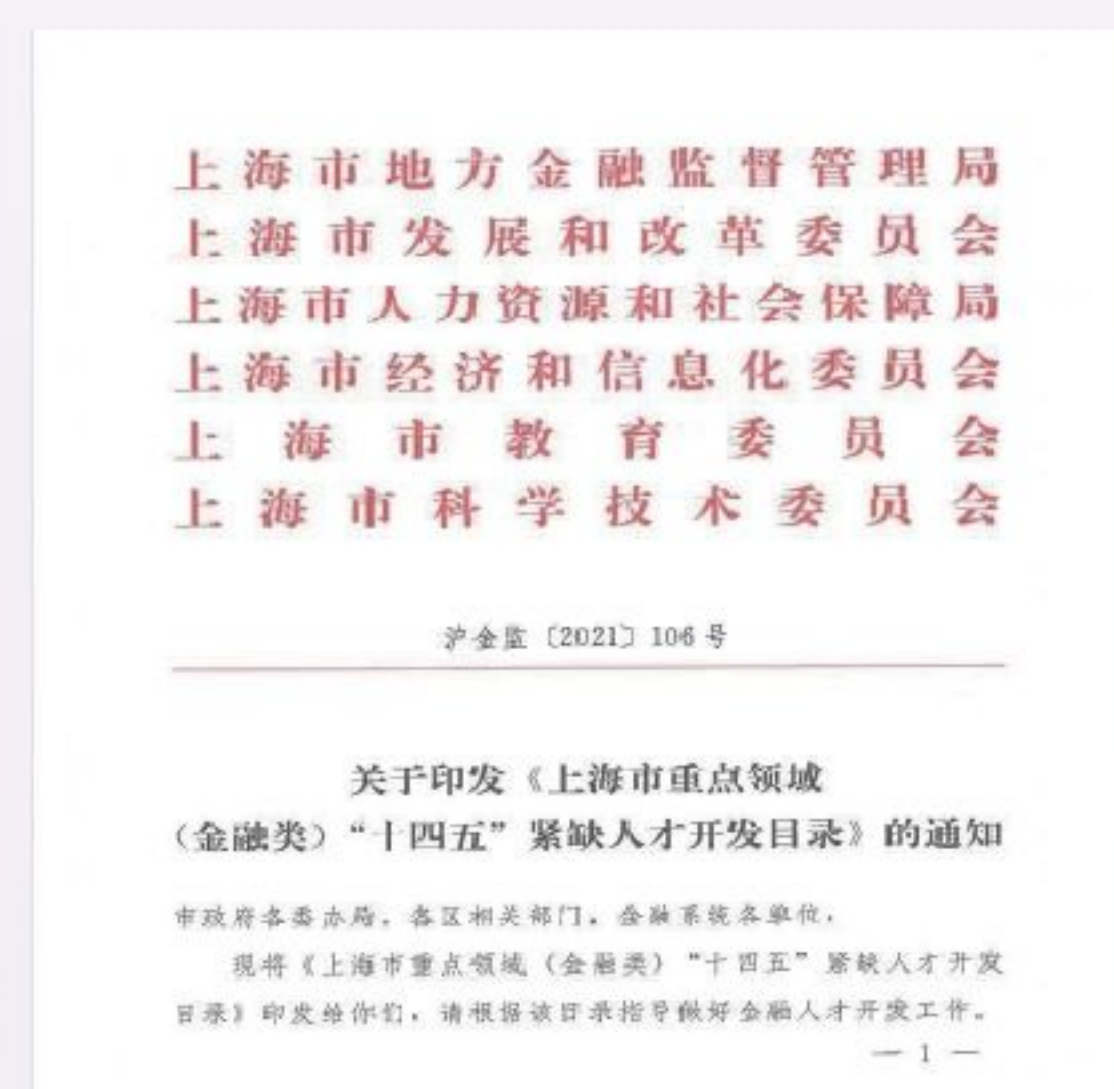 上海市地方金融监督管理局
上海市发展和改革委员会
上海市人力资源和社会保障局
上海市经济和信息化委员会
上海市教育委员会
上海市科学技术委员会
沪金监〔2021〕106号
关于印发《上海市重点领域
（金融类）“十四五”紧缺人才开发目录》的通知
市政府各委办局，各区相关部门，金融系统各单位：
现将《上海市重点领域（金融类）“十四五”紧缺人才开发
目录》印发给你们，请根据该目录指导做好金融人才开发工作。
— 1 —